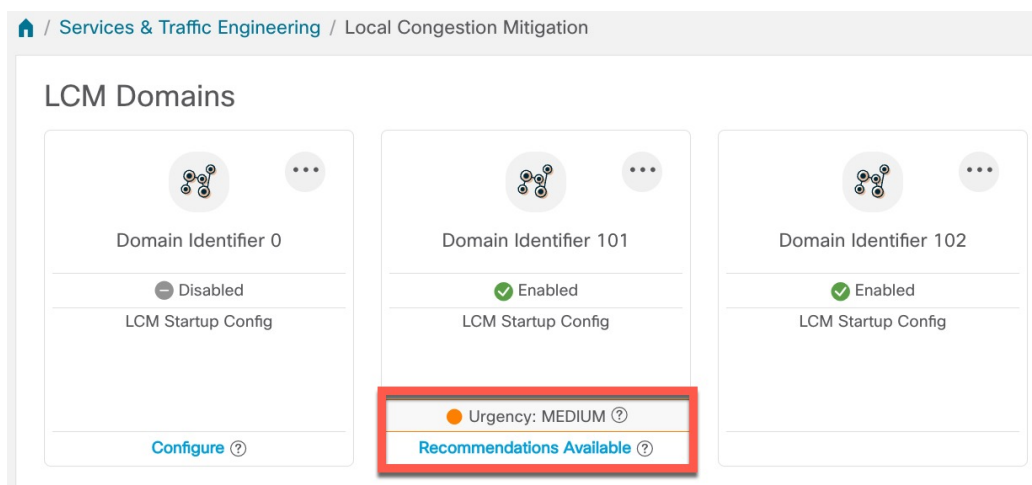 / Services & Traffic Engineering / Local Congestion Mitigation
LCM Domains
Domain Identifier 0
Disabled
LCM Startup Config
Configure ?
Domain Identifier 101
Enabled
LCM Startup Config
Urgency: MEDIUM ?
Recommendations Available ?
Domain Identifier 102
Enabled
LCM Startup Config